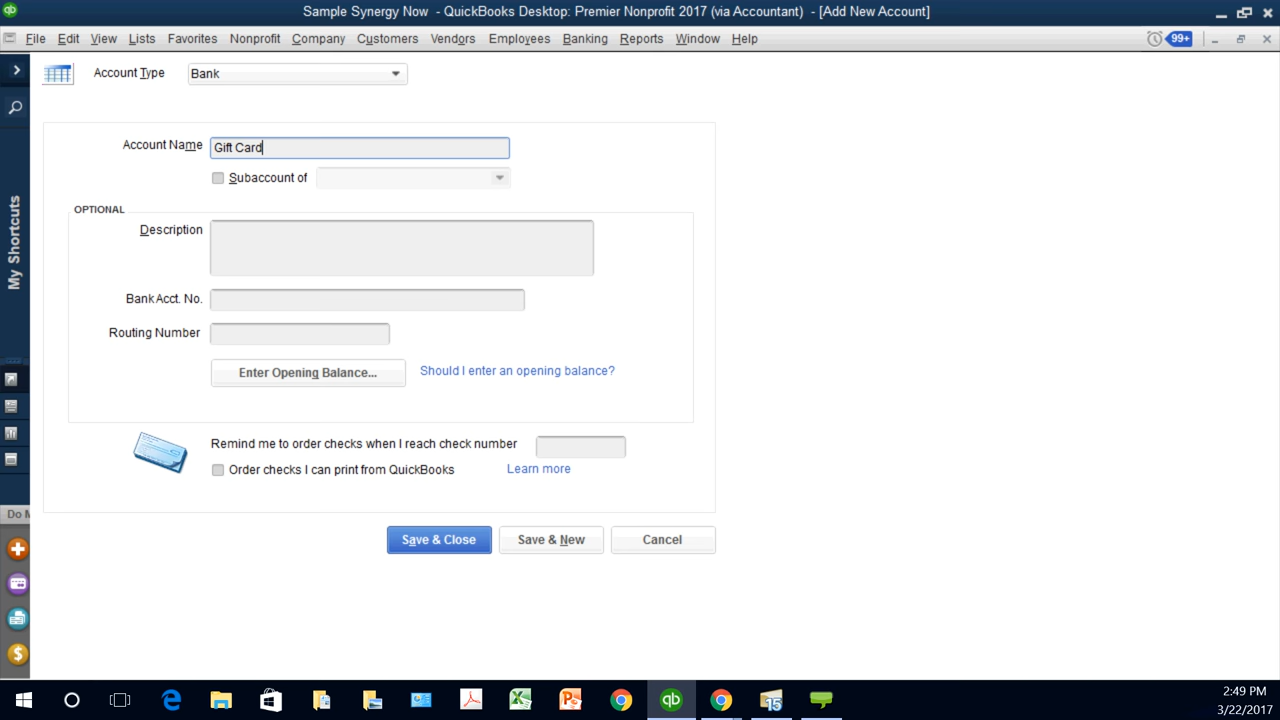 Sample Synergy Now - QuickBooks Desktop: Premier Nonprofit 2017 (via Accountant) - [Add New Account]
File Edit View Lists Favorites Nonprofit Company Customers Vendors Employees Banking Reports Window Help 99+
Account Type Bank
Account Name Gift Card
Subaccount of
OPTIONAL
Description
Bank Acct. No.
Routing Number
Enter Opening Balance... Should I enter an opening balance?
Remind me to order checks when I reach check number
Order checks I can print from QuickBooks Learn more
Save & Close Save & New Cancel
My Shortcuts
Do M
qb
15
2:49 PM
3/22/2017